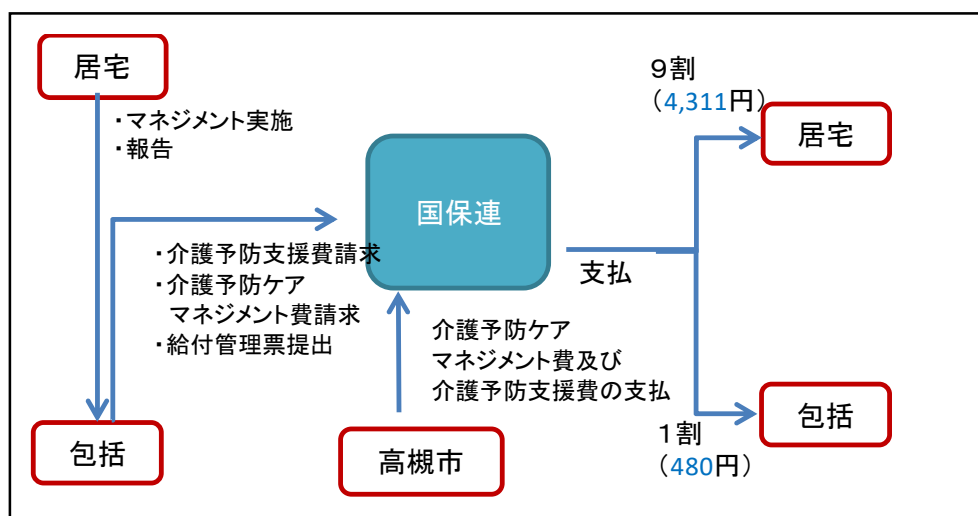 居宅
・マネジメント実施
・報告
国保連
・介護予防支援費請求
・介護予防ケア
マネジメント費請求
・給付管理票提出
包括
介護予防ケア
マネジメント費及び
介護予防支援費の支払
高槻市
支払
９割
（4,311円）
居宅
１割
（480円）
包括